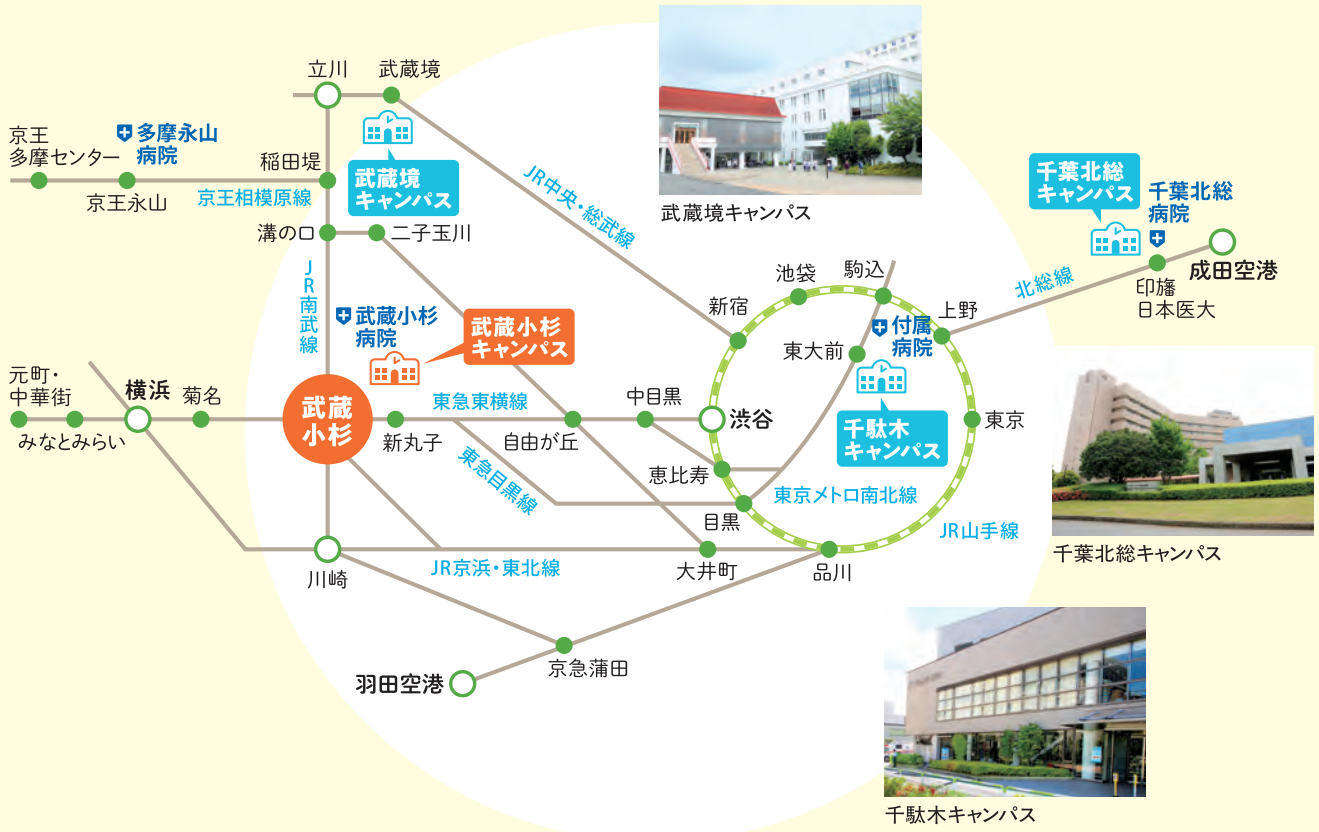 立川
武蔵境
京王
多摩センター
多摩永山
病院
京王永山
京王相模原線
稲田堤
武蔵境
キャンパス
溝の口
二子玉川
JR中央・総武線
武蔵境キャンパス
千葉北総
キャンパス
千葉北総
病院
成田空港
印旛
日本医大
北総線
JR南武線
武蔵小杉
病院
武蔵小杉
キャンパス
新宿
池袋
駒込
上野
付属
病院
東大前
千駄木
キャンパス
元町・
中華街
みなとみらい
横浜
菊名
武蔵
小杉
新丸子
東急東横線
自由が丘
中目黒
渋谷
東京
恵比寿
東急目黒線
目黒
東京メトロ南北線
JR山手線
川崎
JR京浜・東北線
大井町
品川
京急蒲田
羽田空港
千葉北総キャンパス
千駄木キャンパス